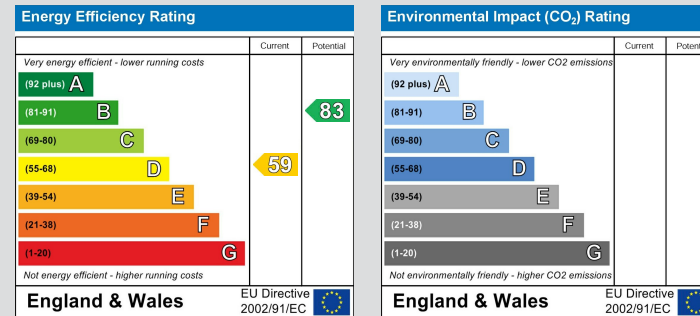 Energy Efficiency Rating
Current Potential
Very energy efficient - lower running costs
(92 plus) A
(81-91) B
83
(69-80) C
(55-68) D
59
(39-54) E
(21-38) F
(1-20) G
Not energy efficient - higher running costs
England & Wales
EU Directive
2002/91/EC
Environmental Impact (CO₂) Rating
Current Potent
Very environmentally friendly - lower CO2 emissions
(92 plus) A
(81-91) B
(69-80) C
(55-68) D
(39-54) E
(21-38) F
(1-20) G
Not environmentally friendly - higher CO2 emissions
England & Wales
EU Directive
2002/91/EC